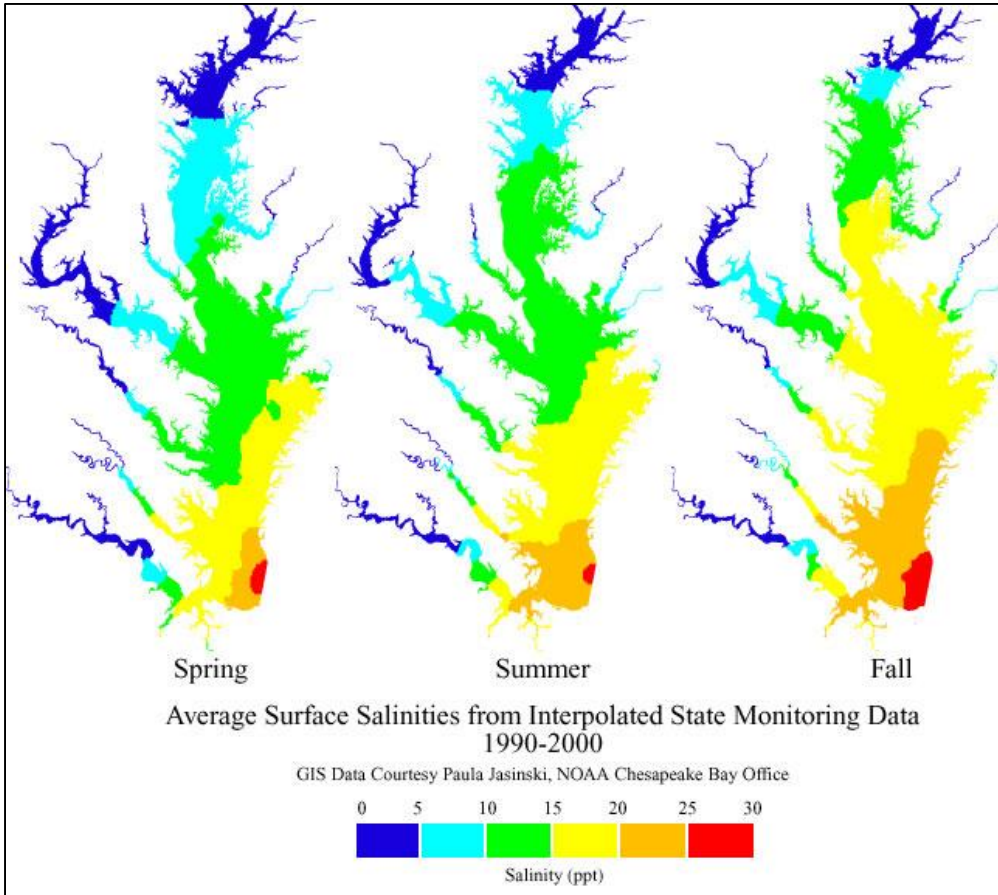 Spring Summer Fall
Average Surface Salinities from Interpolated State Monitoring Data
1990-2000
GIS Data Courtesy Paula Jasinski, NOAA Chesapeake Bay Office
0 5 10 15 20 25 30
Salinity (ppt)